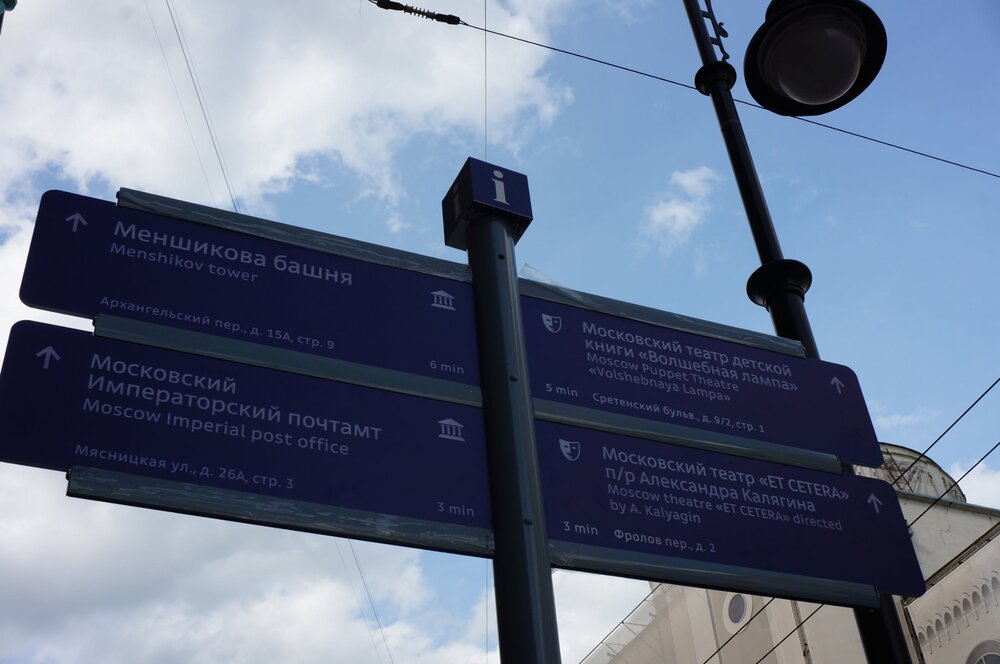 i
Меншикова башня
Menshikov tower
Архангельский пер., д. 15А, стр. 9
6 min
Московский
Императорский почтамт
Moscow Imperial post office
Мясницкая ул., д. 26А, стр. 3
3 min
Московский театр детской
книги «Волшебная лампа»
Moscow Puppet Theatre
«Volshebnaya Lampa»
5 min Сретенский бульв., д. 9/2, стр. 1
Московский театр «ET CETERA»
п/р Александра Калягина
Moscow theatre «ET CETERA» directed
by A. Kalyagin
3 min Фролов пер., д. 2